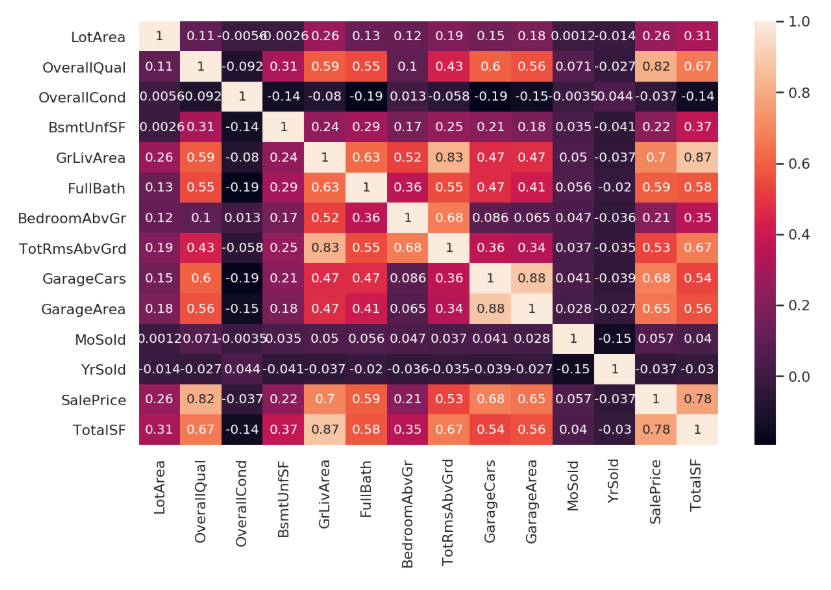 LotArea 1 0.11 -0.0056 -0.0026 0.26 0.13 0.12 0.19 0.15 0.18 0.0012 -0.014 0.26 0.31
OverallQual 0.11 1 -0.092 0.31 0.59 0.55 0.1 0.43 0.6 0.56 0.071 -0.027 0.82 0.67
OverallCond -0.0056 -0.092 1 -0.14 -0.08 -0.19 0.013 -0.058 -0.19 -0.15 -0.0035 0.044 -0.037 -0.14
BsmtUnfSF -0.0026 0.31 -0.14 1 0.24 0.29 0.17 0.25 0.21 0.18 0.035 -0.041 0.22 0.37
GrLivArea 0.26 0.59 -0.08 0.24 1 0.63 0.52 0.83 0.47 0.47 0.05 -0.037 0.7 0.87
FullBath 0.13 0.55 -0.19 0.29 0.63 1 0.36 0.55 0.47 0.41 0.056 -0.02 0.59 0.58
BedroomAbvGr 0.12 0.1 0.013 0.17 0.52 0.36 1 0.68 0.086 0.065 0.047 -0.036 0.21 0.35
TotRmsAbvGrd 0.19 0.43 -0.058 0.25 0.83 0.55 0.68 1 0.36 0.34 0.037 -0.035 0.53 0.67
GarageCars 0.15 0.6 -0.19 0.21 0.47 0.47 0.086 0.36 1 0.88 0.041 -0.039 0.68 0.54
GarageArea 0.18 0.56 -0.15 0.18 0.47 0.41 0.065 0.34 0.88 1 0.028 -0.027 0.65 0.56
MoSold 0.0012 0.071 -0.0035 0.035 0.05 0.056 0.047 0.037 0.041 0.028 1 -0.15 0.057 0.04
YrSold -0.014 -0.027 0.044 -0.041 -0.037 -0.02 -0.036 -0.035 -0.039 -0.027 -0.15 1 -0.037 -0.03
SalePrice 0.26 0.82 -0.037 0.22 0.7 0.59 0.21 0.53 0.68 0.65 0.057 -0.037 1 0.78
TotalSF 0.31 0.67 -0.14 0.37 0.87 0.58 0.35 0.67 0.54 0.56 0.04 -0.03 0.78 1
LotArea
OverallQual
OverallCond
BsmtUnfSF
GrLivArea
FullBath
BedroomAbvGr
TotRmsAbvGrd
GarageCars
GarageArea
MoSold
YrSold
SalePrice
TotalSF
1.0
0.8
0.6
0.4
0.2
0.0